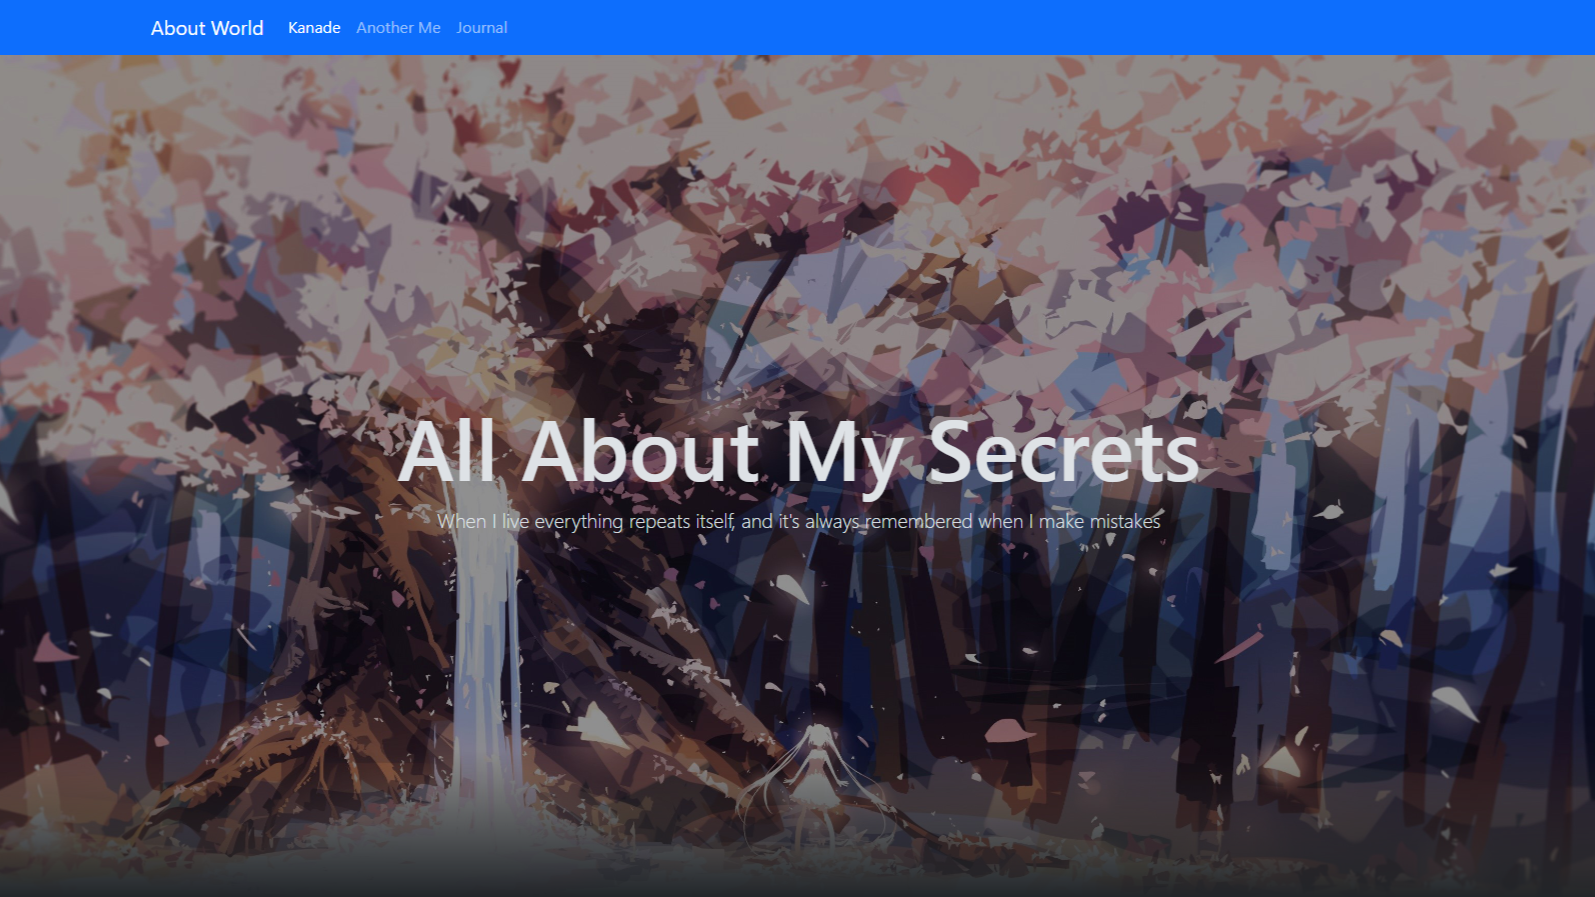 About World Kanade Another Me Journal
All About My Secrets
When I live everything repeats itself, and it's always remembered when I make mistakes